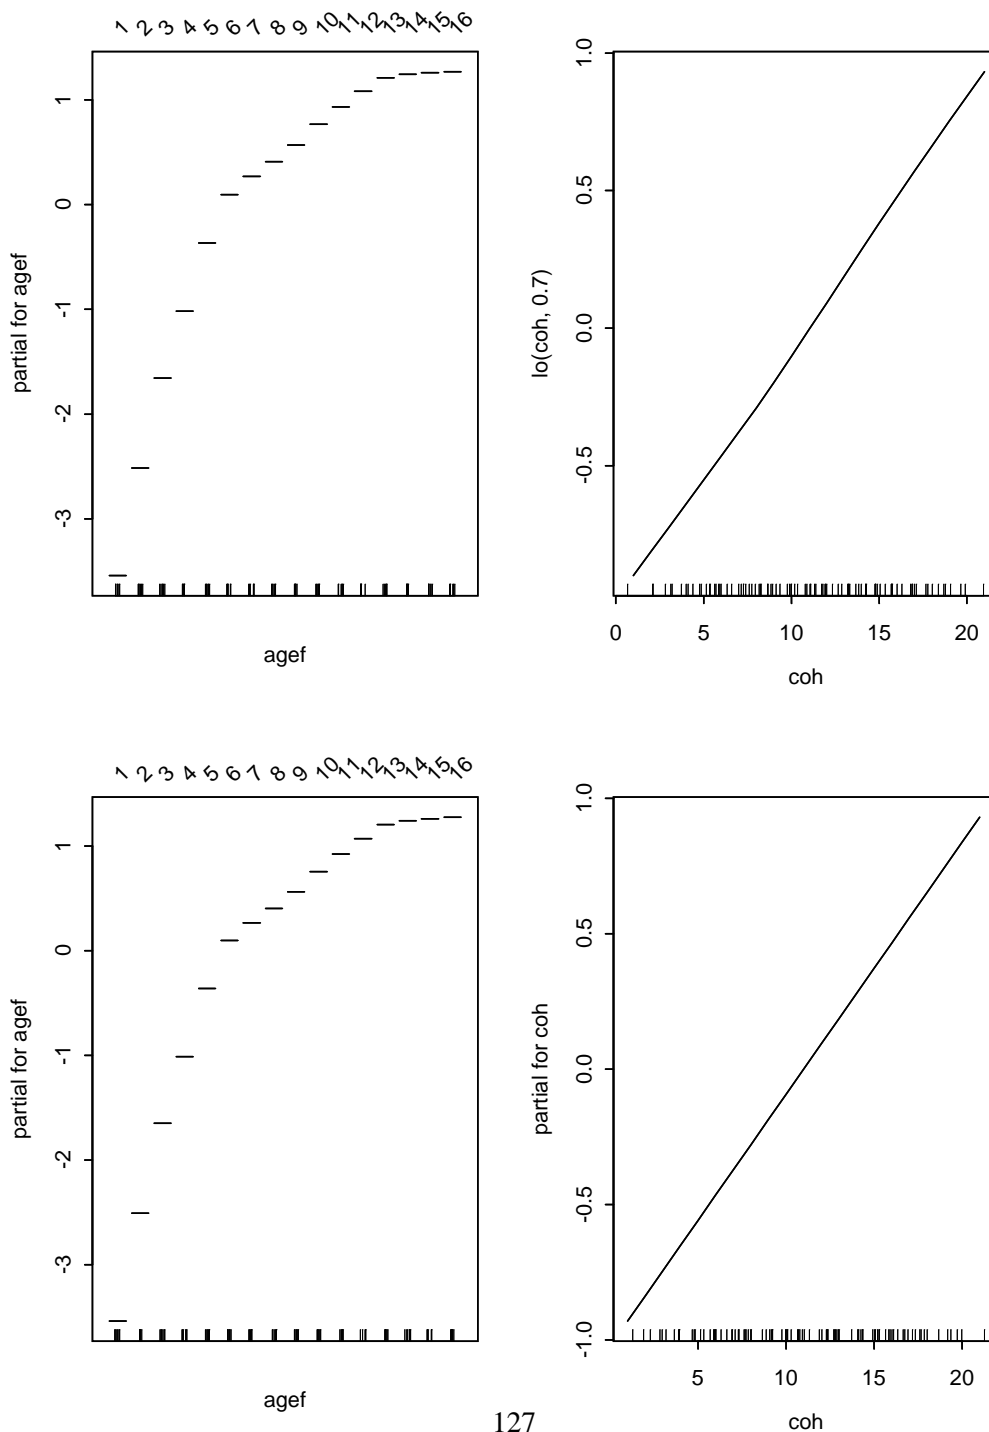 1 2 3 4 5 6 7 8 9 10 11 12 13 14 15 16
partial for agef
1
0
-1
-2
-3
agef
lo(coh, 0.7)
1.0
0.5
0.0
-0.5
0 5 10 15 20
coh
1 2 3 4 5 6 7 8 9 10 11 12 13 14 15 16
partial for agef
1
0
-1
-2
-3
agef
partial for coh
1.0
0.5
0.0
-0.5
-1.0
5 10 15 20
coh
127